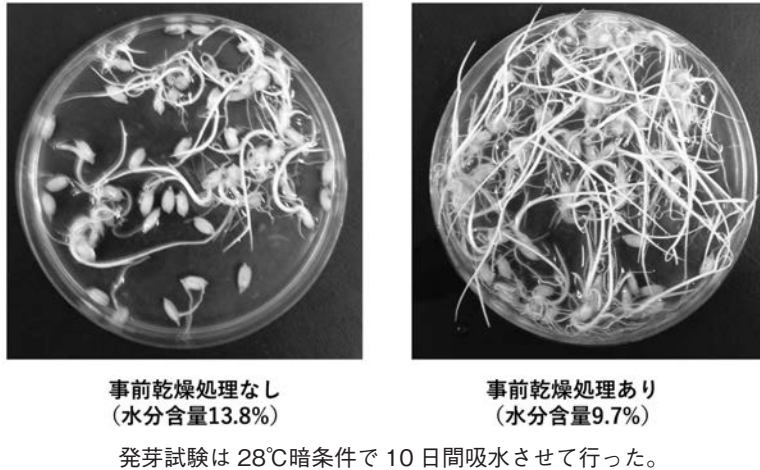 事前乾燥処理なし
（水分含量13.8%）
事前乾燥処理あり
（水分含量9.7%）
発芽試験は 28℃暗条件で 10 日間吸水させて行った。